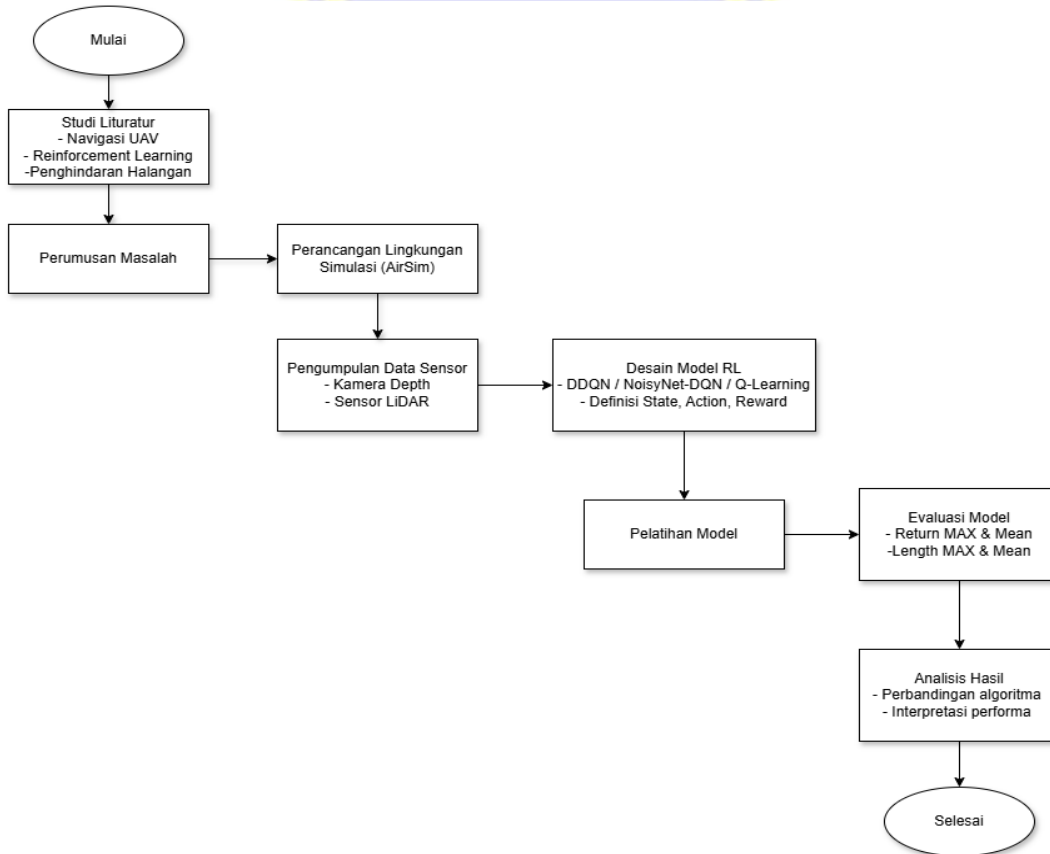 Mulai
Studi Lituratur
- Navigasi UAV
- Reinforcement Learning
-Penghindaran Halangan
Perumusan Masalah
Perancangan Lingkungan
Simulasi (AirSim)
Pengumpulan Data Sensor
- Kamera Depth
- Sensor LiDAR
Desain Model RL
- DDQN / NoisyNet-DQN / Q-Learning
- Definisi State, Action, Reward
Pelatihan Model
Evaluasi Model
- Return MAX & Mean
-Length MAX & Mean
Analisis Hasil
- Perbandingan algoritma
- Interpretasi performa
Selesai